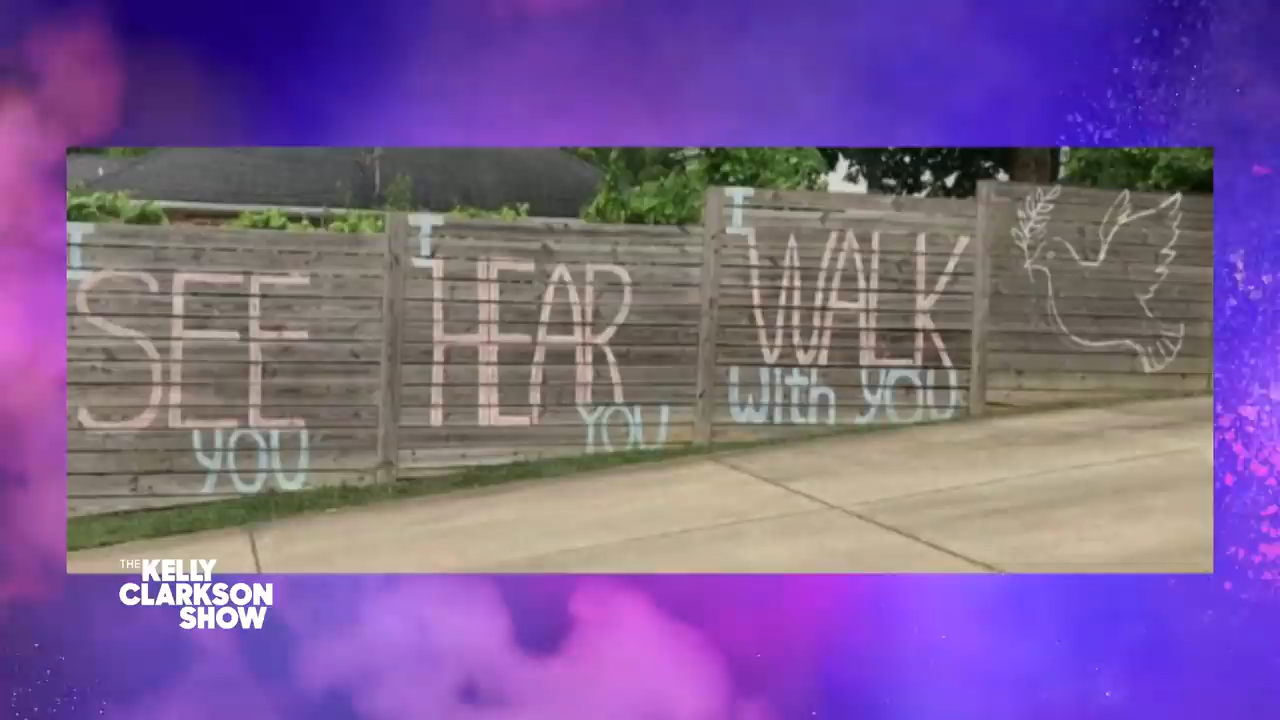 I
SEE
YOU
I
HEAR
YOU
I
WALK
with YOU
THE KELLY
CLARKSON
SHOW